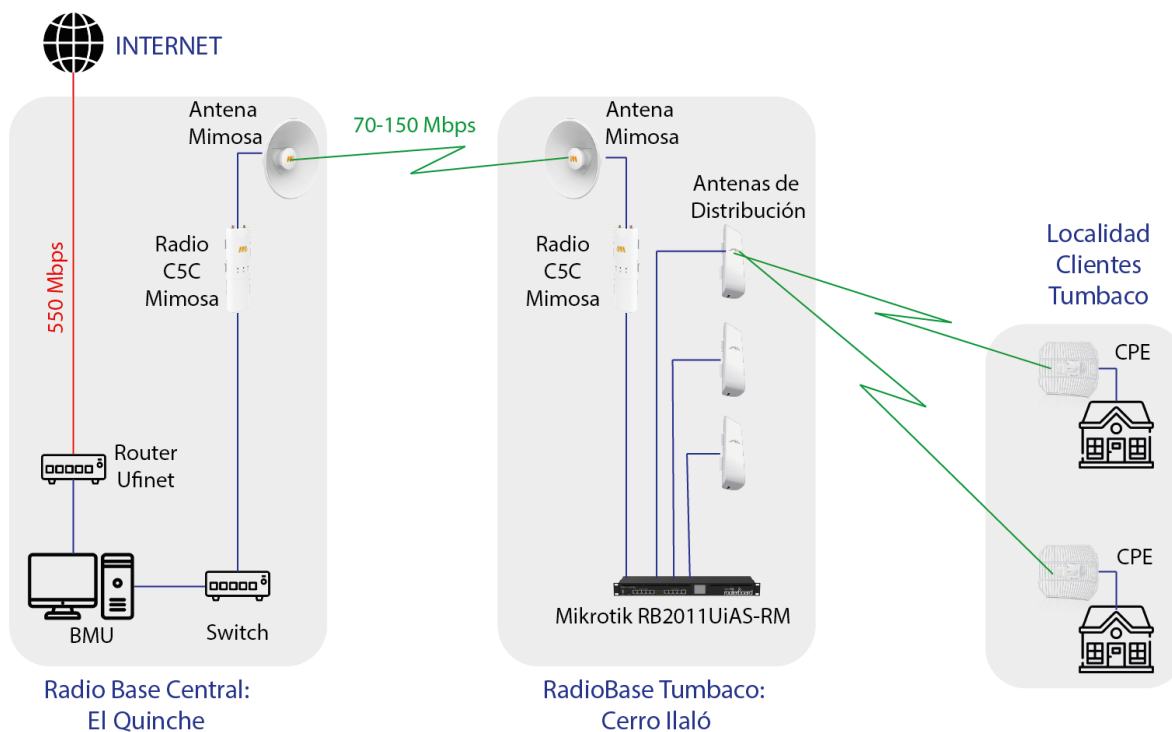 INTERNET
550 Mbps
Antena
Mimosa
Radio
C5C
Mimosa
Router
Ufinet
BMU
Switch
Radio Base Central:
El Quinche
70-150 Mbps
Antena
Mimosa
Antenas de
Distribución
Radio
C5C
Mimosa
Mikrotik RB2011UiAS-RM
RadioBase Tumbaco:
Cerro Ilaló
Localidad
Clientes
Tumbaco
CPE
CPE